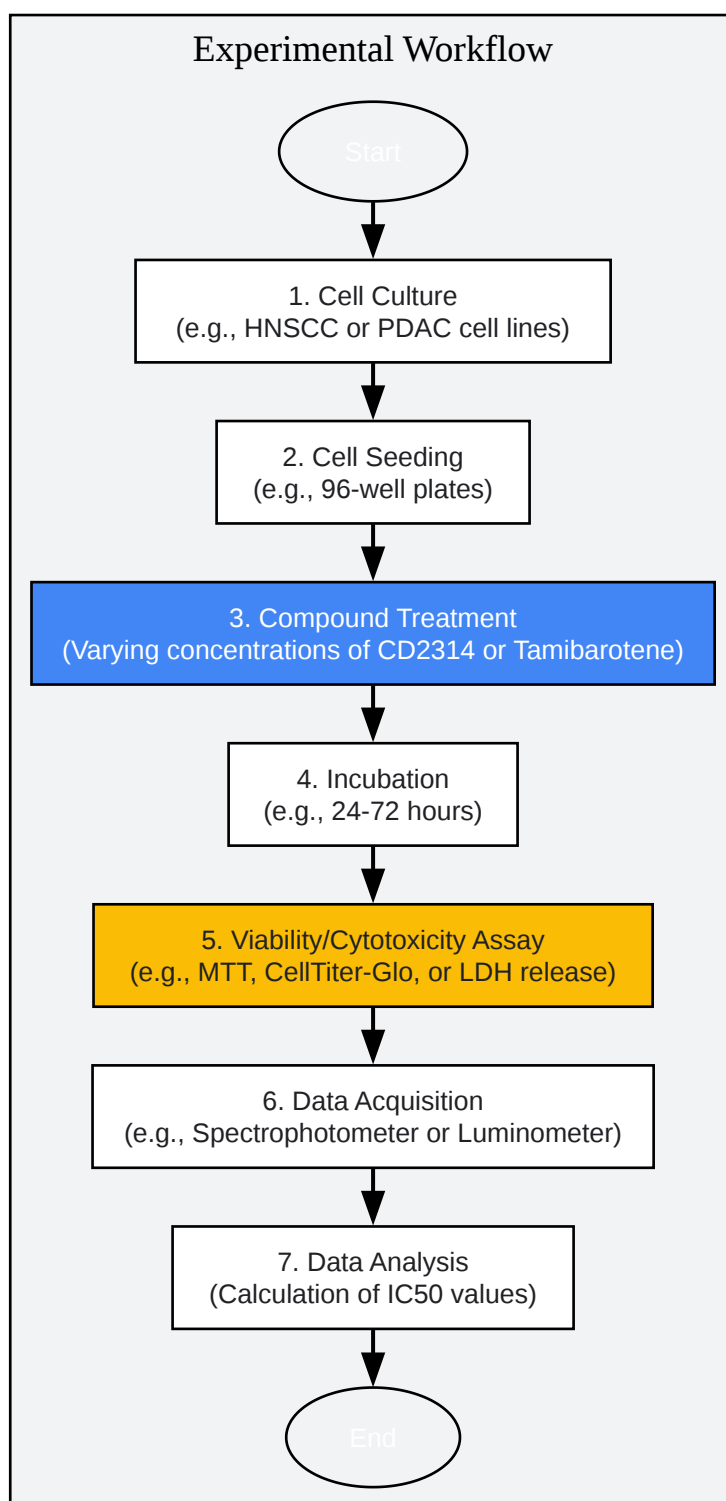 Experimental Workflow
Start
1. Cell Culture
(e.g., HNSCC or PDAC cell lines)
2. Cell Seeding
(e.g., 96-well plates)
3. Compound Treatment
(Varying concentrations of CD2314 or Tamibarotene)
4. Incubation
(e.g., 24-72 hours)
5. Viability/Cytotoxicity Assay
(e.g., MTT, CellTiter-Glo, or LDH release)
6. Data Acquisition
(e.g., Spectrophotometer or Luminometer)
7. Data Analysis
(Calculation of IC50 values)
End